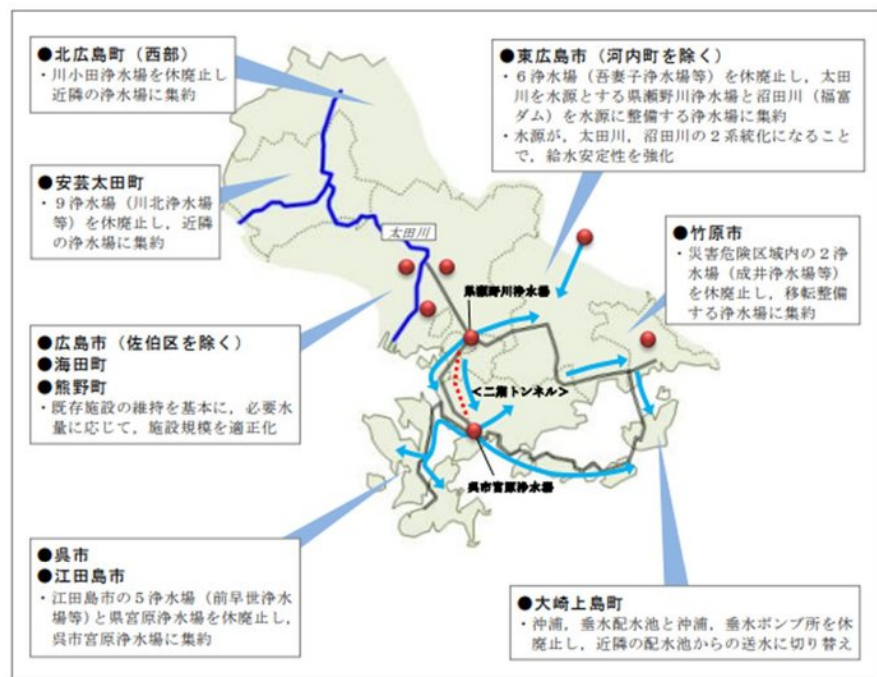 ●北広島町（西部）
・川小田浄水場を休廃止し
近隣の浄水場に集約
●東広島市（河内町を除く）
・６浄水場（吾妻子浄水場等）を休廃止し，太田
川を水源とする県瀬野川浄水場と沼田川（福富
ダム）を水源に整備する浄水場に集約
・水源が，太田川，沼田川の２系統化になること
で，給水安定性を強化
●安芸太田町
・９浄水場（川北浄水場
等）を休廃止し，近隣
の浄水場に集約
太田川
●竹原市
・災害危険区域内の２浄
水場（成井浄水場等）
を休廃止し，移転整備
する浄水場に集約
県瀬野川浄水場
●広島市（佐伯区を除く）
●海田町
●熊野町
・既存施設の維持を基本に，必要水
量に応じて，施設規模を適正化
＜二期トンネル＞
呉市宮原浄水場
●呉市
●江田島市
・江田島市の５浄水場（前早世浄水
場等）と県宮原浄水場を休廃止し，
呉市宮原浄水場に集約
●大崎上島町
・沖浦，垂水配水池と沖浦，垂水ポンプ所を休
廃止し，近隣の配水池からの送水に切り替え